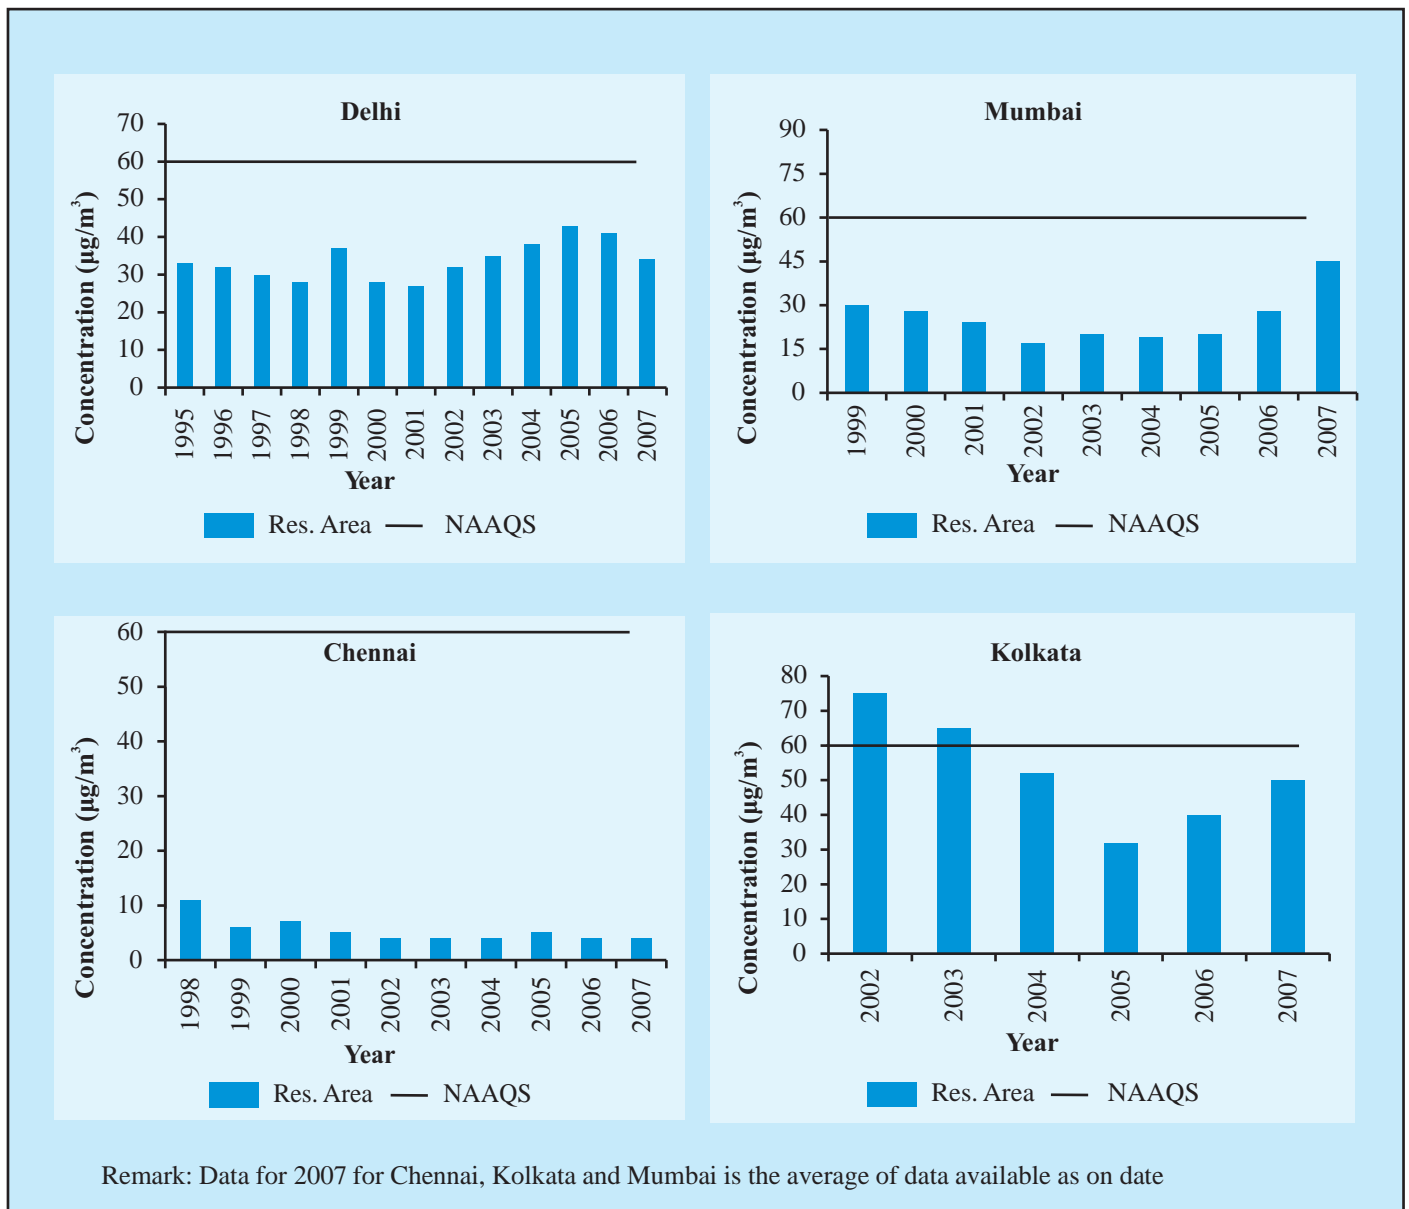 Delhi
70
60
50
40
30
20
10
0
Concentration (µg/m³)
1995 1996 1997 1998 1999 2000 2001 2002 2003 2004 2005 2006 2007
Year
Res. Area NAAQS
Mumbai
90
75
60
45
30
15
0
Concentration (µg/m³)
1999 2000 2001 2002 2003 2004 2005 2006 2007
Year
Res. Area NAAQS
Chennai
60
50
40
30
20
10
0
Concentration (µg/m³)
1998 1999 2000 2001 2002 2003 2004 2005 2006 2007
Year
Res. Area NAAQS
Kolkata
80
70
60
50
40
30
20
10
0
Concentration (µg/m³)
2002 2003 2004 2005 2006 2007
Year
Res. Area NAAQS
Remark: Data for 2007 for Chennai, Kolkata and Mumbai is the average of data available as on date